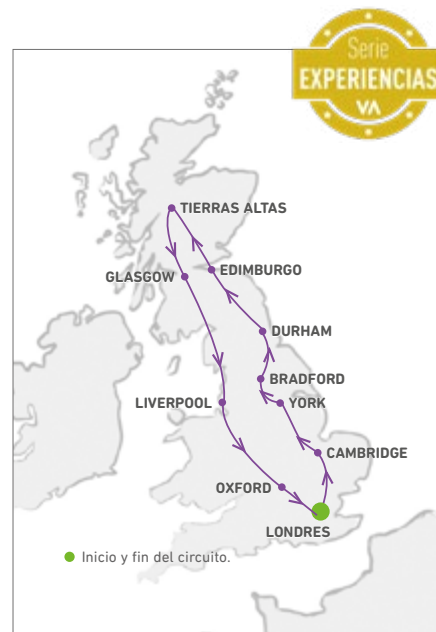 Serie
EXPERIENCIAS
VA
TIERRAS ALTAS
EDIMBURGO
GLASGOW
DURHAM
BRADFORD
YORK
LIVERPOOL
CAMBRIDGE
OXFORD
LONDRES
Inicio y fin del circuito.